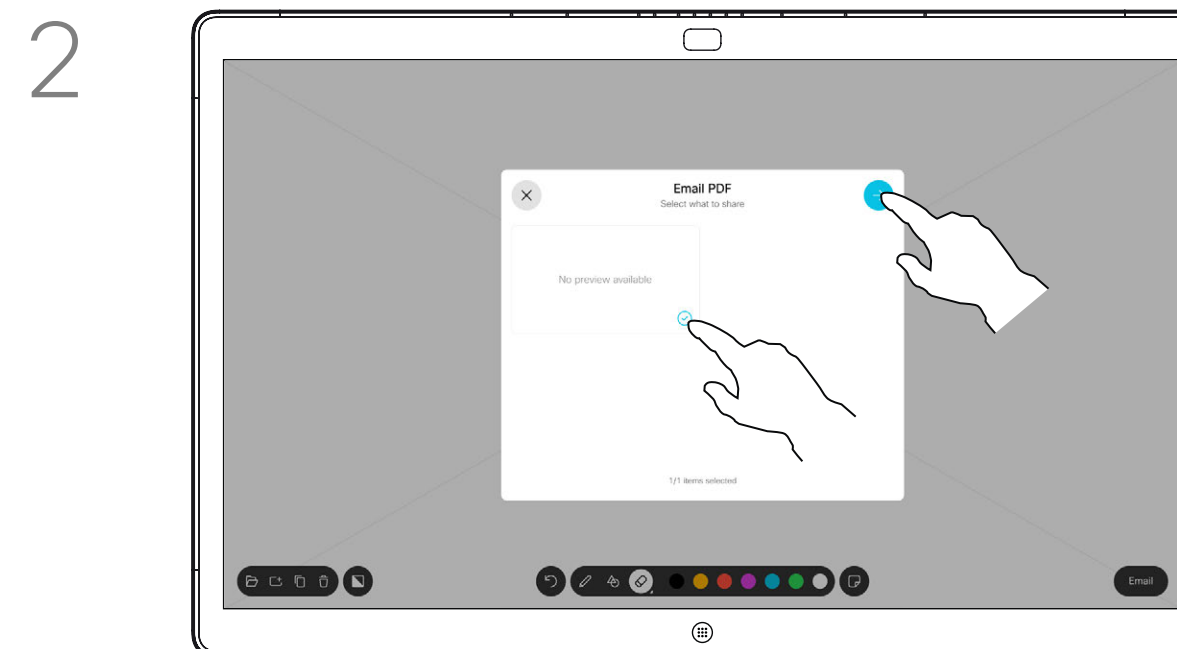 2
Email PDF
Select what to share
No preview available
1/1 items selected
Email